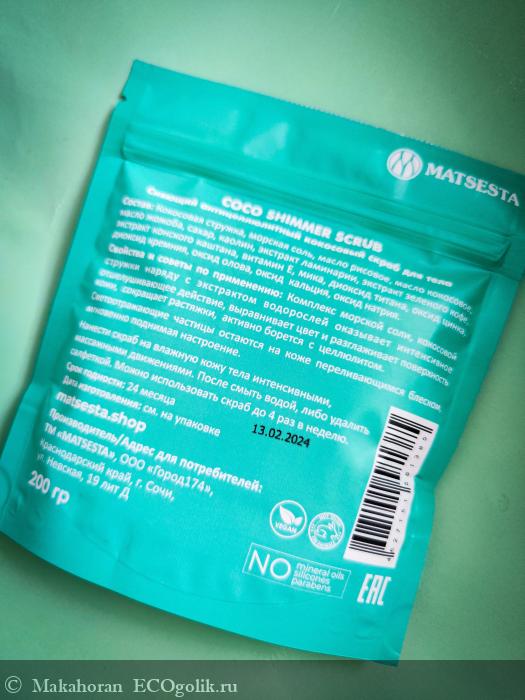 MATSESTA
COCO SHIMMER SCRUB
Сияющий антицеллюлитный кокосовый скраб для тела
Состав: Кокосовая стружка, морская соль, масло рисовое, масло кокосовое,
масло жожоба, сахар, каолин, экстракт ламинарии, экстракт зеленого кофе,
экстракт конского каштана, витамин Е, мика, диоксид титана, оксид цинка,
диоксид кремния, оксид олова, оксид кальция, оксид натрия.
Свойства и советы по применению: Комплекс морской соли, кокосовой
стружки наряду с экстрактом водорослей оказывает интенсивное
отшелушивающее действие, выравнивает цвет и разглаживает поверхность
кожи, сокращает растяжки, активно борется с целлюлитом.
Светоотражающие частицы остаются на коже переливающимся блеском,
мгновенно поднимая настроение.
Нанести скраб на влажную кожу тела интенсивными,
массажными движениями. После смыть водой, либо удалить
салфеткой. Можно использовать скраб до 4 раз в неделю.
Срок годности: 24 месяца
Дата изготовления: см. на упаковке
13.02.2024
matsesta.shop
Производитель/Адрес для потребителей:
ТМ «MATSESTA», ООО «Город174»,
Краснодарский край, г. Сочи,
ул. Невская, 19 лит Д
200 гр
VEGAN
NO mineral oils
silicones
parabens
EAC
© Makahoran ECOgolik.ru